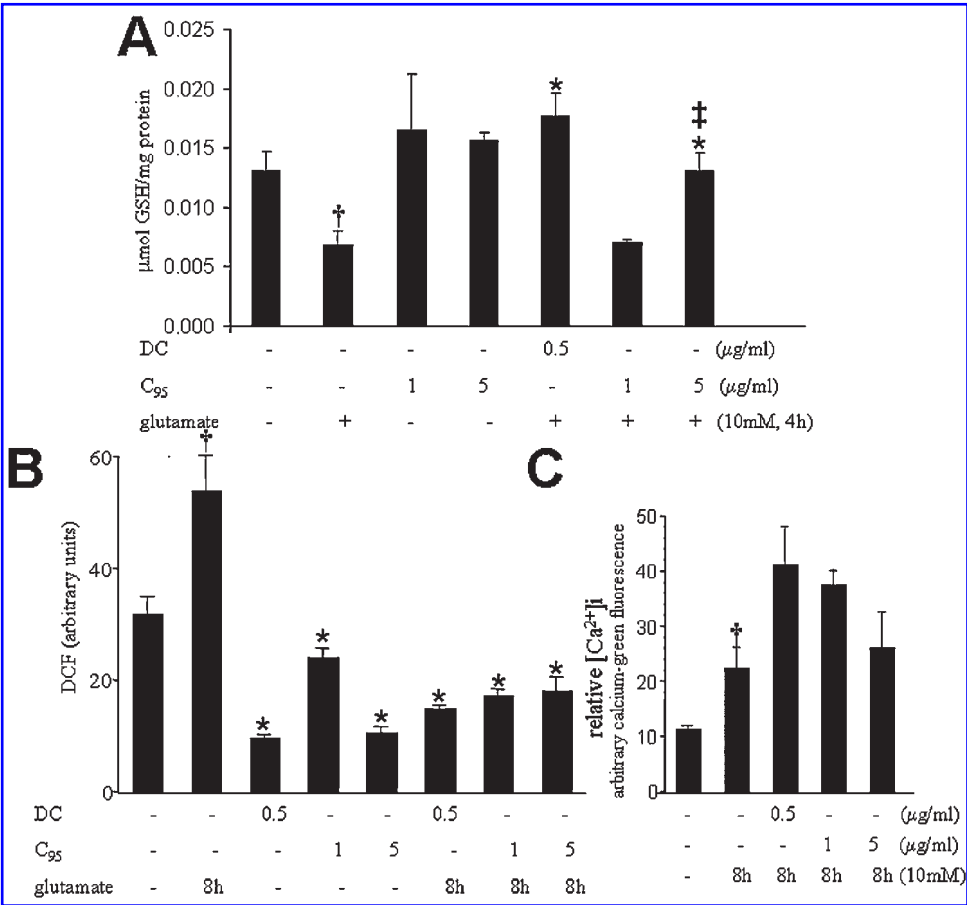 A
µmol GSH/mg protein
0.025
0.020
0.015
0.010
0.005
0.000
†
*
‡
*
DC - - - - 0.5 - - (µg/ml)
C95 - - 1 5 - 1 5 (µg/ml)
glutamate - + - - + + + (10mM, 4h)
B
DCF (arbitrary units)
60
40
20
0
†
* * * * * *
DC - - 0.5 - - 0.5 - -
C95 - - - 1 5 - 1 5
glutamate - 8h - - - 8h 8h 8h
C
relative [Ca2+]i
arbitrary calcium-green fluorescence
50
40
30
20
10
0
‡
- - 0.5 - - (µg/ml)
- - - 1 5 (µg/ml)
- 8h 8h 8h 8h (10mM)